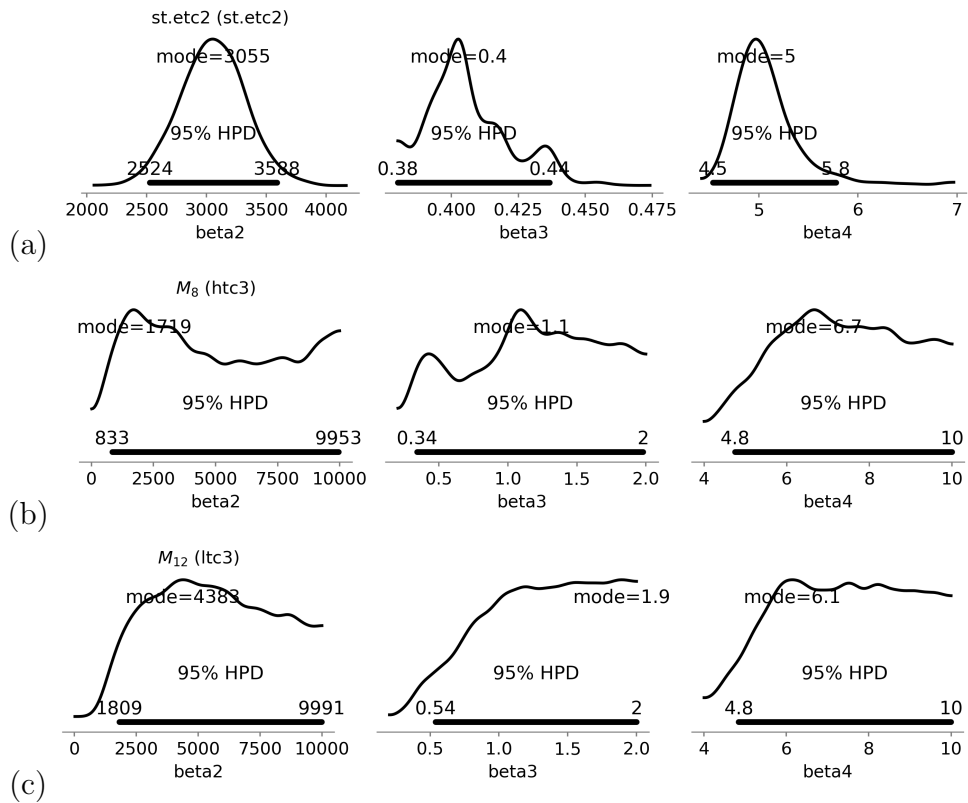 st.etc2 (st.etc2)
mode=3055 mode=0.4 mode=5
95% HPD 95% HPD 95% HPD
2524 3588 0.38 0.44 4.5 5.8
2000 2500 3000 3500 4000 0.400 0.425 0.450 0.475 5 6 7
beta2 beta3 beta4
(a)
M8 (htc3)
mode=1719 mode=1.1 mode=6.7
95% HPD 95% HPD 95% HPD
833 9953 0.34 2 4.8 10
0 2500 5000 7500 10000 0.5 1.0 1.5 2.0 4 6 8 10
beta2 beta3 beta4
(b)
M12 (ltc3)
mode=4383 mode=1.9 mode=6.1
95% HPD 95% HPD 95% HPD
1809 9991 0.54 2 4.8 10
0 2500 5000 7500 10000 0.5 1.0 1.5 2.0 4 6 8 10
beta2 beta3 beta4
(c)